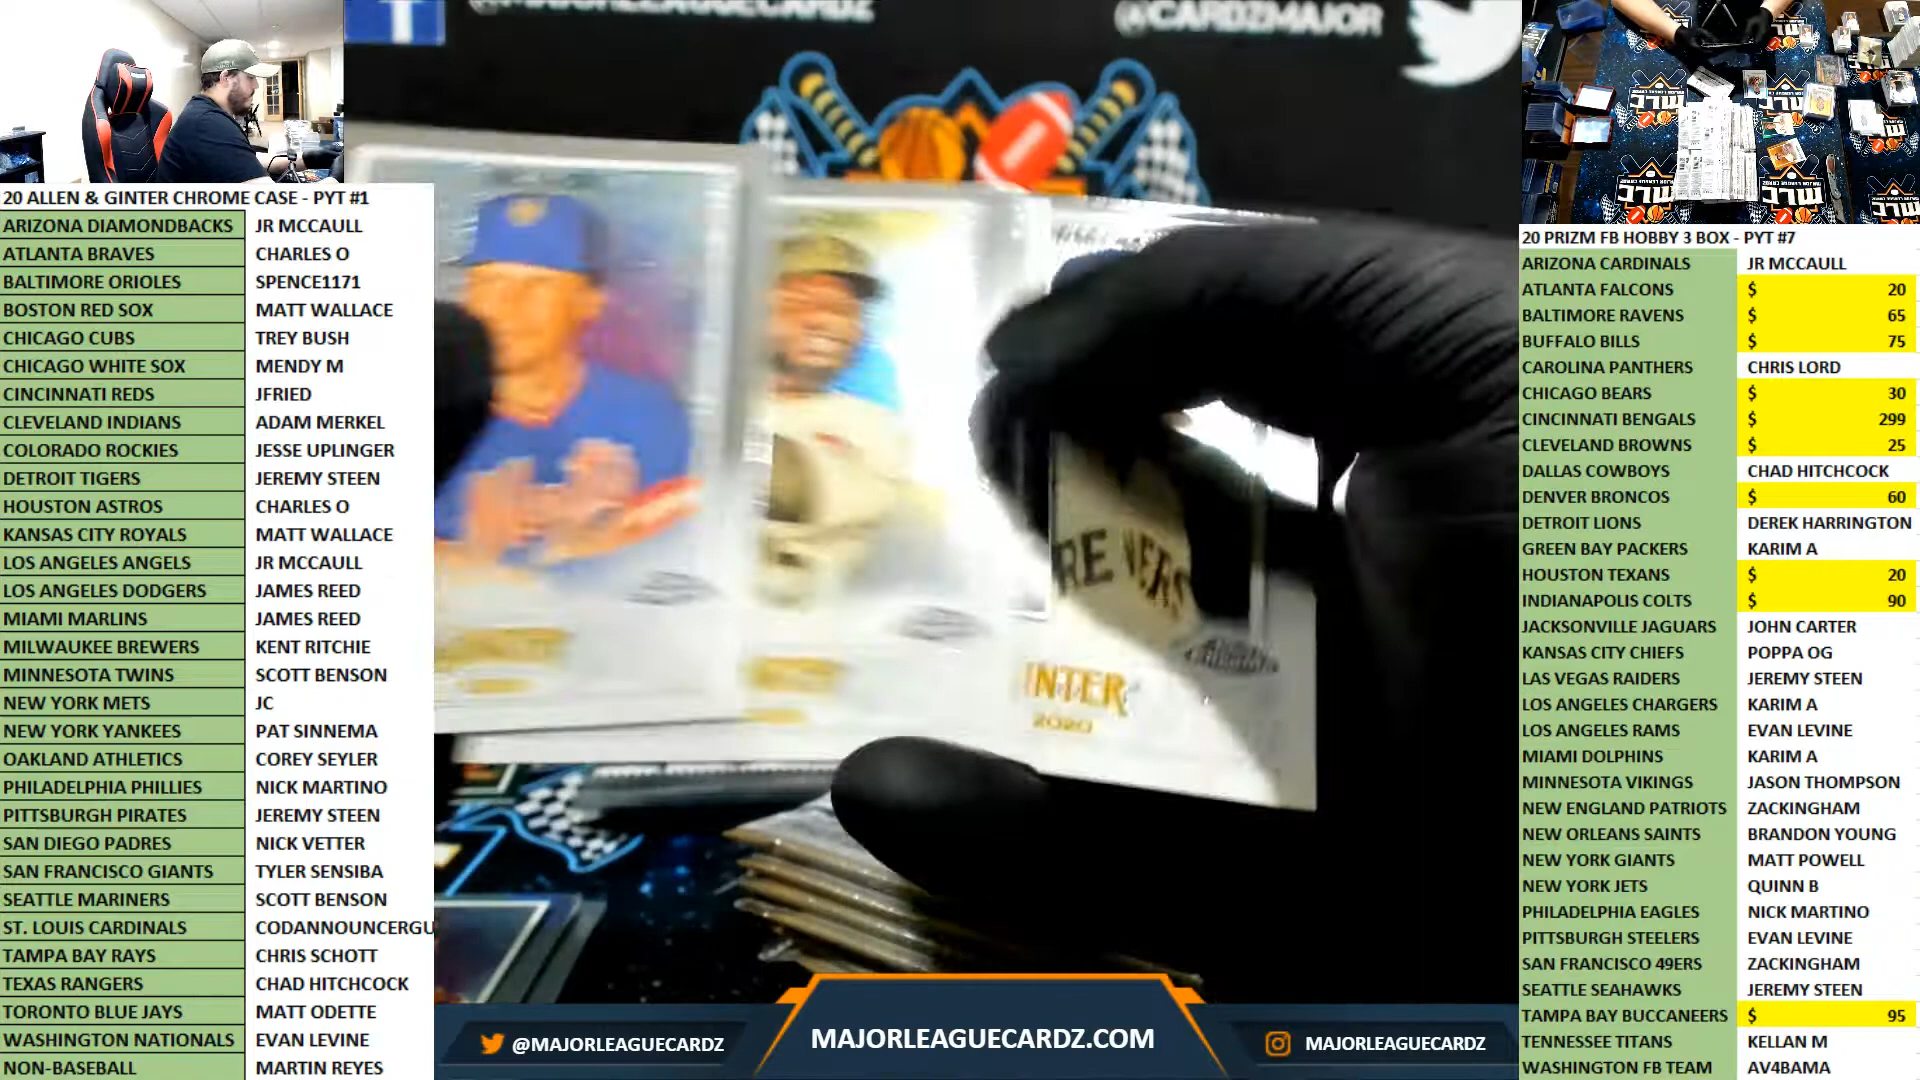 @MAJORLEAGUECARDZ
@CARDZMAJOR
20 ALLEN & GINTER CHROME CASE - PYT #1
ARIZONA DIAMONDBACKS JR MCCAULL
ATLANTA BRAVES CHARLES O
BALTIMORE ORIOLES SPENCE1171
BOSTON RED SOX MATT WALLACE
CHICAGO CUBS TREY BUSH
CHICAGO WHITE SOX MENDY M
CINCINNATI REDS JFRIED
CLEVELAND INDIANS ADAM MERKEL
COLORADO ROCKIES JESSE UPLINGER
DETROIT TIGERS JEREMY STEEN
HOUSTON ASTROS CHARLES O
KANSAS CITY ROYALS MATT WALLACE
LOS ANGELES ANGELS JR MCCAULL
LOS ANGELES DODGERS JAMES REED
MIAMI MARLINS JAMES REED
MILWAUKEE BREWERS KENT RITCHIE
MINNESOTA TWINS SCOTT BENSON
NEW YORK METS JC
NEW YORK YANKEES PAT SINNEMA
OAKLAND ATHLETICS COREY SEYLER
PHILADELPHIA PHILLIES NICK MARTINO
PITTSBURGH PIRATES JEREMY STEEN
SAN DIEGO PADRES NICK VETTER
SAN FRANCISCO GIANTS TYLER SENSIBA
SEATTLE MARINERS SCOTT BENSON
ST. LOUIS CARDINALS CODANNOUNCERGU
TAMPA BAY RAYS CHRIS SCHOTT
TEXAS RANGERS CHAD HITCHCOCK
TORONTO BLUE JAYS MATT ODETTE
WASHINGTON NATIONALS EVAN LEVINE
NON-BASEBALL MARTIN REYES
RE WERS
INTER
2020
@MAJORLEAGUECARDZ
MAJORLEAGUECARDZ.COM
MAJORLEAGUECARDZ
20 PRIZM FB HOBBY 3 BOX - PYT #7
ARIZONA CARDINALS JR MCCAULL
ATLANTA FALCONS $ 20
BALTIMORE RAVENS $ 65
BUFFALO BILLS $ 75
CAROLINA PANTHERS CHRIS LORD
CHICAGO BEARS $ 30
CINCINNATI BENGALS $ 299
CLEVELAND BROWNS $ 25
DALLAS COWBOYS CHAD HITCHCOCK
DENVER BRONCOS $ 60
DETROIT LIONS DEREK HARRINGTON
GREEN BAY PACKERS KARIM A
HOUSTON TEXANS $ 20
INDIANAPOLIS COLTS $ 90
JACKSONVILLE JAGUARS JOHN CARTER
KANSAS CITY CHIEFS POPPA OG
LAS VEGAS RAIDERS JEREMY STEEN
LOS ANGELES CHARGERS KARIM A
LOS ANGELES RAMS EVAN LEVINE
MIAMI DOLPHINS KARIM A
MINNESOTA VIKINGS JASON THOMPSON
NEW ENGLAND PATRIOTS ZACKINGHAM
NEW ORLEANS SAINTS BRANDON YOUNG
NEW YORK GIANTS MATT POWELL
NEW YORK JETS QUINN B
PHILADELPHIA EAGLES NICK MARTINO
PITTSBURGH STEELERS EVAN LEVINE
SAN FRANCISCO 49ERS ZACKINGHAM
SEATTLE SEAHAWKS JEREMY STEEN
TAMPA BAY BUCCANEERS $ 95
TENNESSEE TITANS KELLAN M
WASHINGTON FB TEAM AV4BAMA